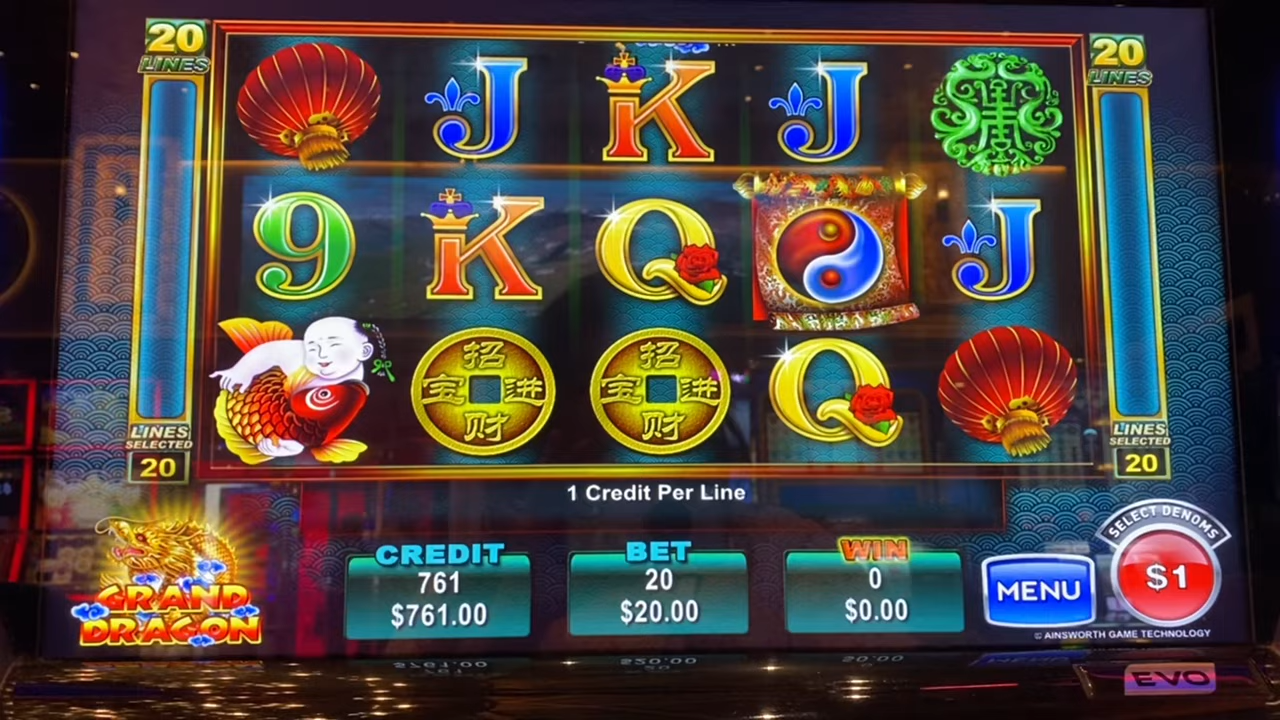 20
LINES
20
LINES
J
K
J
9
K
Q
J
招
宝 进
财
招
宝 进
财
Q
LINES
SELECTED
20
LINES
SELECTED
20
1 Credit Per Line
GRAND
DRAGON
CREDIT
761
$761.00
BET
20
$20.00
WIN
0
$0.00
MENU
SELECT DENOMS
$1
© AINSWORTH GAME TECHNOLOGY
EVO